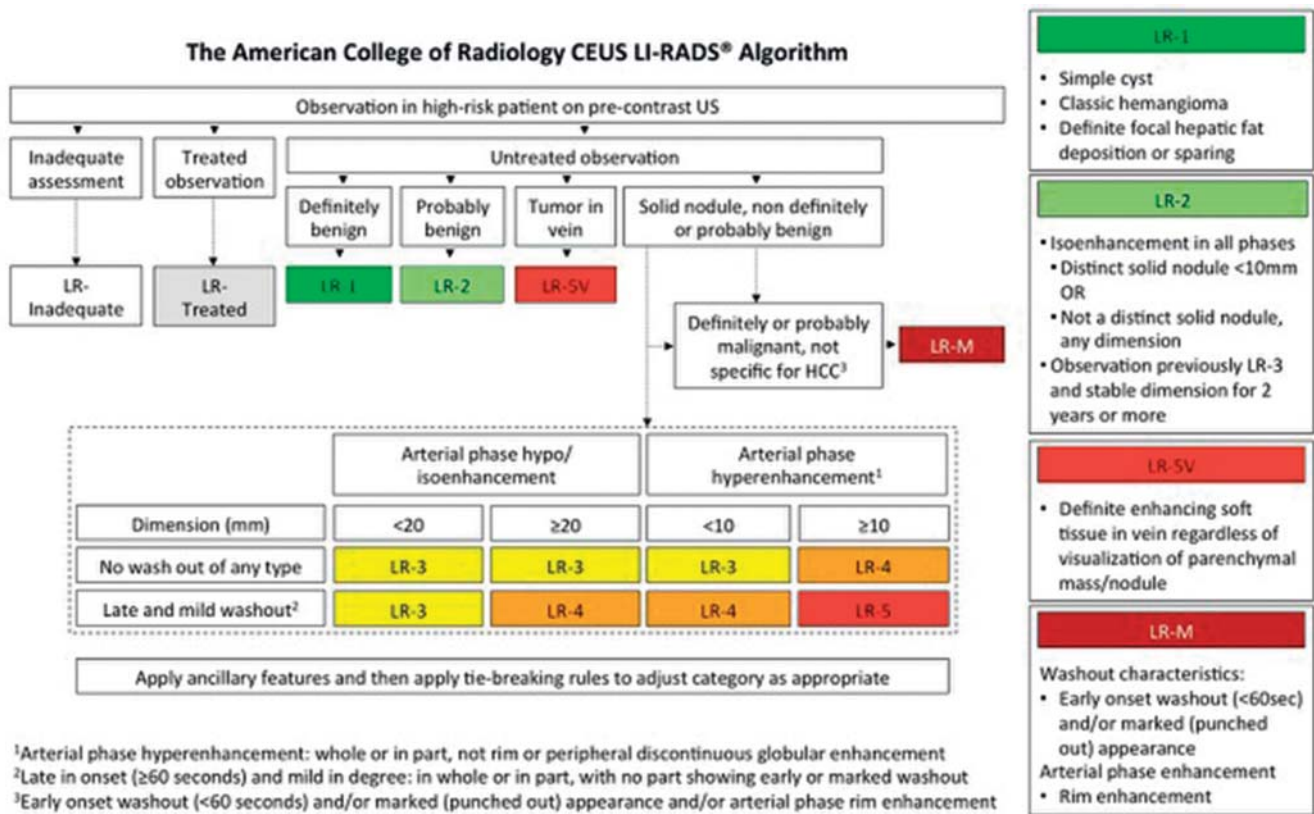 The American College of Radiology CEUS LI-RADS® Algorithm
Observation in high-risk patient on pre-contrast US
Inadequate
assessment
Treated
observation
Untreated observation
Definitely
benign
Probably
benign
Tumor in
vein
Solid nodule, non definitely
or probably benign
LR-
Inadequate
LR-
Treated
LR-1
LR-2
LR-5V
Definitely or probably
malignant, not
specific for HCC³
LR-M
Arterial phase hypo/
isoenhancement
Arterial phase
hyperenhancement¹
Dimension (mm) <20 ≥20 <10 ≥10
No wash out of any type LR-3 LR-3 LR-3 LR-4
Late and mild washout² LR-3 LR-4 LR-4 LR-5
Apply ancillary features and then apply tie-breaking rules to adjust category as appropriate
¹Arterial phase hyperenhancement: whole or in part, not rim or peripheral discontinuous globular enhancement
²Late in onset (≥60 seconds) and mild in degree: in whole or in part, with no part showing early or marked washout
³Early onset washout (<60 seconds) and/or marked (punched out) appearance and/or arterial phase rim enhancement
LR-1
• Simple cyst
• Classic hemangioma
• Definite focal hepatic fat
deposition or sparing
LR-2
• Isoenhancement in all phases
• Distinct solid nodule <10mm
OR
• Not a distinct solid nodule,
any dimension
• Observation previously LR-3
and stable dimension for 2
years or more
LR-5V
• Definite enhancing soft
tissue in vein regardless of
visualization of parenchymal
mass/nodule
LR-M
Washout characteristics:
• Early onset washout (<60sec)
and/or marked (punched
out) appearance
Arterial phase enhancement
• Rim enhancement